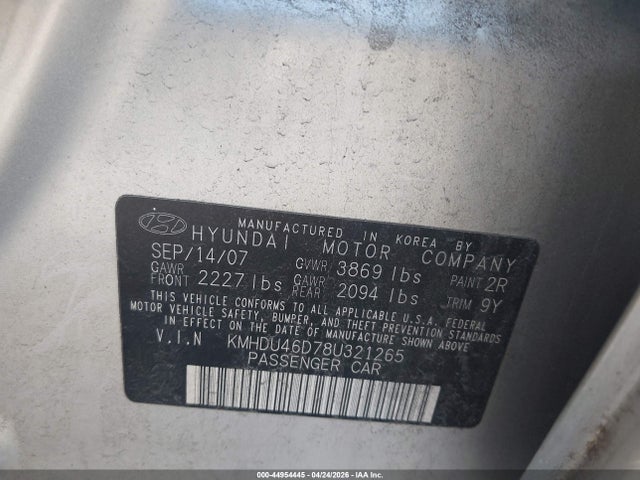 MANUFACTURED IN KOREA BY
HYUNDAI MOTOR COMPANY
SEP/14/07 GVWR 3869 lbs PAINT 2R
GAWR FRONT 2227 lbs GAWR REAR 2094 lbs TRIM 9Y
THIS VEHICLE CONFORMS TO ALL APPLICABLE U.S.A. FEDERAL
MOTOR VEHICLE SAFETY, BUMPER, AND THEFT PREVENTION STANDARDS
IN EFFECT ON THE DATE OF MANUFACTURE SHOWN ABOVE.
V.I.N KMHDU46D78U321265
PASSENGER CAR
000-44954445 - 04/24/2026 - IAA Inc.